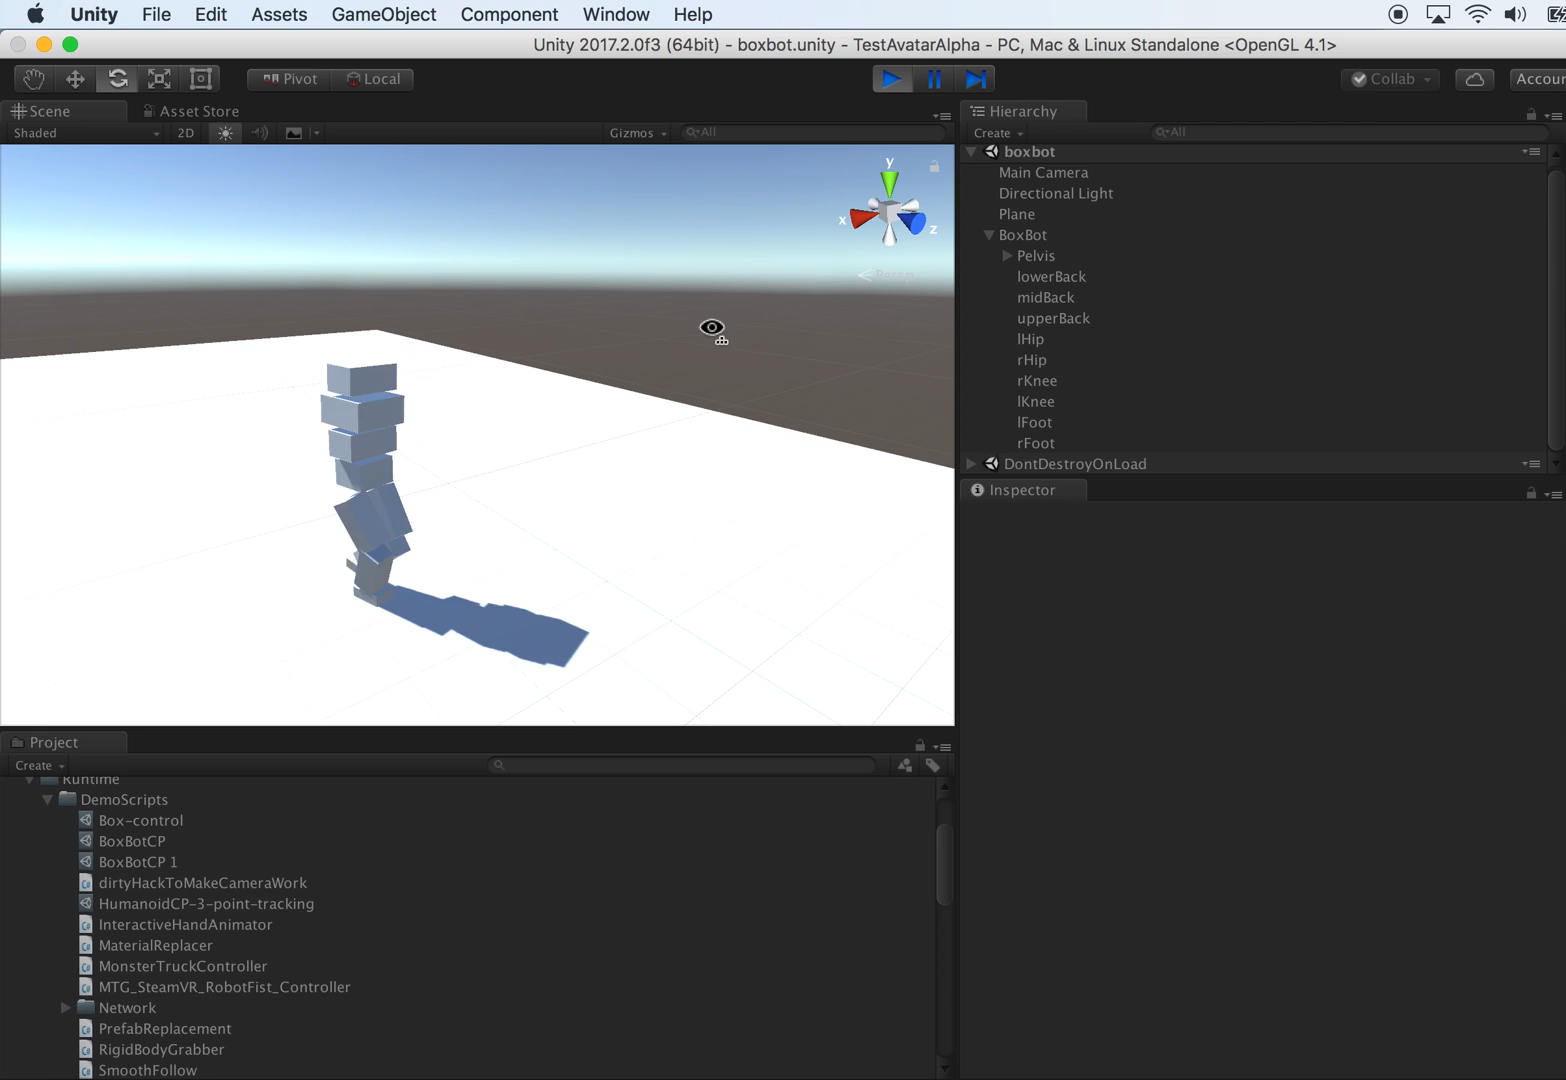 Unity File Edit Assets GameObject Component Window Help
Unity 2017.2.0f3 (64bit) - boxbot.unity - TestAvatarAlpha - PC, Mac & Linux Standalone <OpenGL 4.1>
Pivot Local Collab Accour
Scene Asset Store
Shaded 2D Gizmos All
y
x
z
Persp
Hierarchy
Create All
boxbot
Main Camera
Directional Light
Plane
BoxBot
Pelvis
lowerBack
midBack
upperBack
lHip
rHip
rKnee
lKnee
lFoot
rFoot
DontDestroyOnLoad
Inspector
Project
Create
Runtime
DemoScripts
Box-control
BoxBotCP
BoxBotCP 1
dirtyHackToMakeCameraWork
HumanoidCP-3-point-tracking
InteractiveHandAnimator
MaterialReplacer
MonsterTruckController
MTG_SteamVR_RobotFist_Controller
Network
PrefabReplacement
RigidBodyGrabber
SmoothFollow